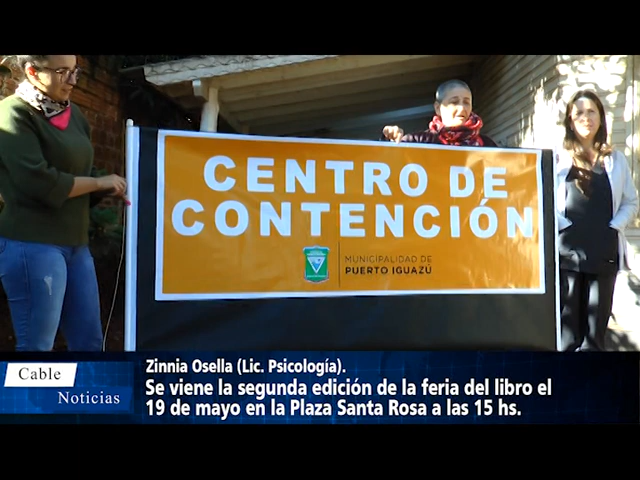 CENTRO DE
CONTENCIÓN
MUNICIPALIDAD DE
PUERTO IGUAZÚ
Cable
Noticias
Zinnia Osella (Lic. Psicología).
Se viene la segunda edición de la feria del libro el
19 de mayo en la Plaza Santa Rosa a las 15 hs.